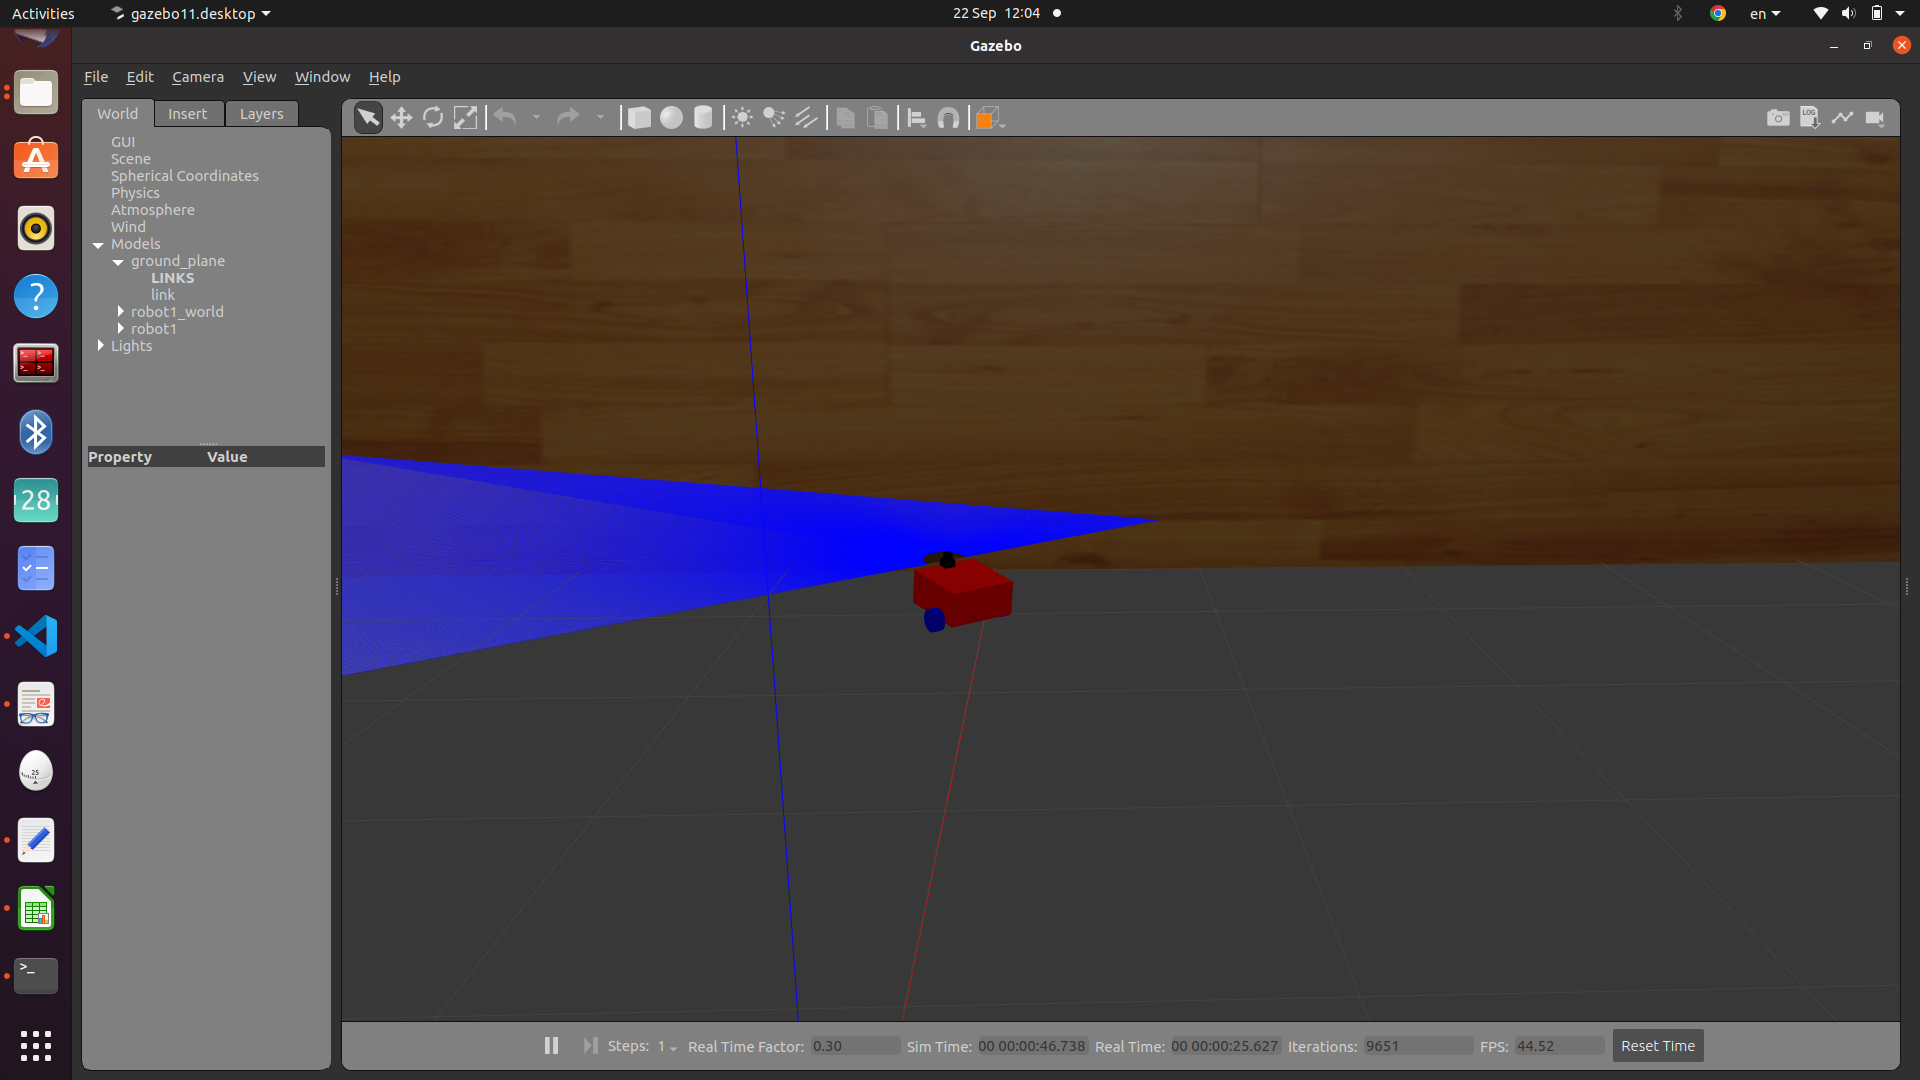 Activities gazebo11.desktop 22 Sep 12:04 en
Gazebo
File Edit Camera View Window Help
World Insert Layers
LOG
GUI
Scene
Spherical Coordinates
Physics
Atmosphere
Wind
Models
ground_plane
LINKS
link
robot1_world
robot1
Lights
Property Value
28
25
>_
Steps: 1 Real Time Factor: 0.30 Sim Time: 00 00:00:46.738 Real Time: 00 00:00:25.627 Iterations: 9651 FPS: 44.52 Reset Time